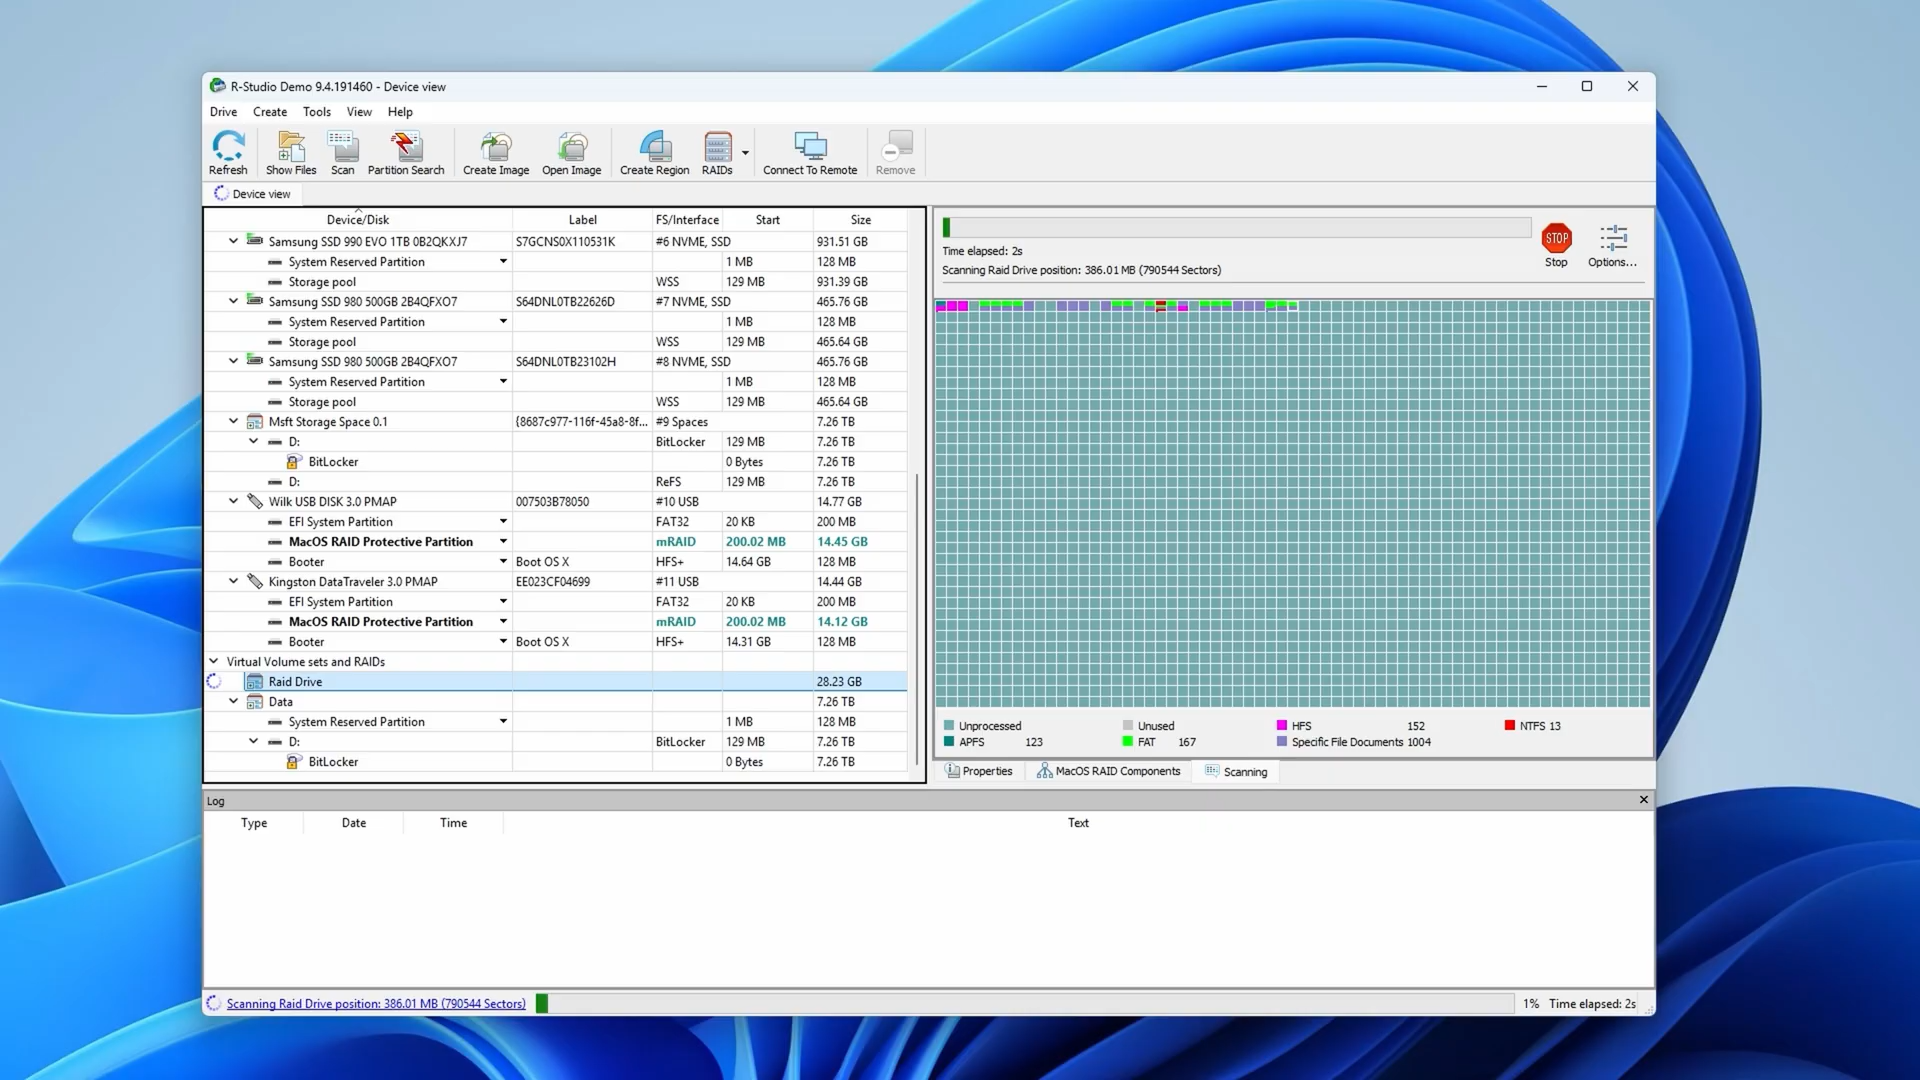 R-Studio Demo 9.4.191460 - Device view
Drive Create Tools View Help
Refresh Show Files Scan Partition Search Create Image Open Image Create Region RAIDs Connect To Remote Remove
Device view
Device/Disk Label FS/Interface Start Size
Samsung SSD 990 EVO 1TB 0B2QKXJ7 S7GCNS0X110531K #6 NVME, SSD 931.51 GB
System Reserved Partition 1 MB 128 MB
Storage pool WSS 129 MB 931.39 GB
Samsung SSD 980 500GB 2B4QFXO7 S64DNL0TB22626D #7 NVME, SSD 465.76 GB
System Reserved Partition 1 MB 128 MB
Storage pool WSS 129 MB 465.64 GB
Samsung SSD 980 500GB 2B4QFXO7 S64DNL0TB23102H #8 NVME, SSD 465.76 GB
System Reserved Partition 1 MB 128 MB
Storage pool WSS 129 MB 465.64 GB
Msft Storage Space 0.1 {8687c977-116f-45a8-8f... #9 Spaces 7.26 TB
D: BitLocker 129 MB 7.26 TB
BitLocker 0 Bytes 7.26 TB
D: ReFS 129 MB 7.26 TB
Wilk USB DISK 3.0 PMAP 007503B78050 #10 USB 14.77 GB
EFI System Partition FAT32 20 KB 200 MB
MacOS RAID Protective Partition mRAID 200.02 MB 14.45 GB
Booter Boot OS X HFS+ 14.64 GB 128 MB
Kingston DataTraveler 3.0 PMAP EE023CF04699 #11 USB 14.44 GB
EFI System Partition FAT32 20 KB 200 MB
MacOS RAID Protective Partition mRAID 200.02 MB 14.12 GB
Booter Boot OS X HFS+ 14.31 GB 128 MB
Virtual Volume sets and RAIDs
Raid Drive 28.23 GB
Data 7.26 TB
System Reserved Partition 1 MB 128 MB
D: BitLocker 129 MB 7.26 TB
BitLocker 0 Bytes 7.26 TB
Time elapsed: 2s
Scanning Raid Drive position: 386.01 MB (790544 Sectors)
STOP
Stop Options...
Unprocessed Unused HFS 152 NTFS 13
APFS 123 FAT 167 Specific File Documents 1004
Properties MacOS RAID Components Scanning
Log
Type Date Time Text
Scanning Raid Drive position: 386.01 MB (790544 Sectors) 1% Time elapsed: 2s